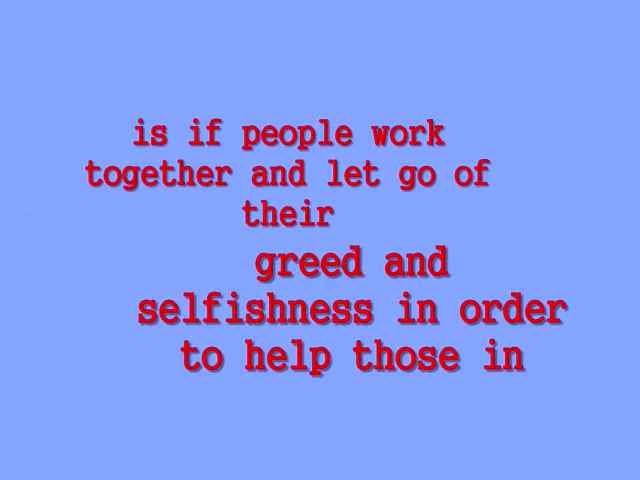 is if people work
together and let go of
their
greed and
selfishness in order
to help those in